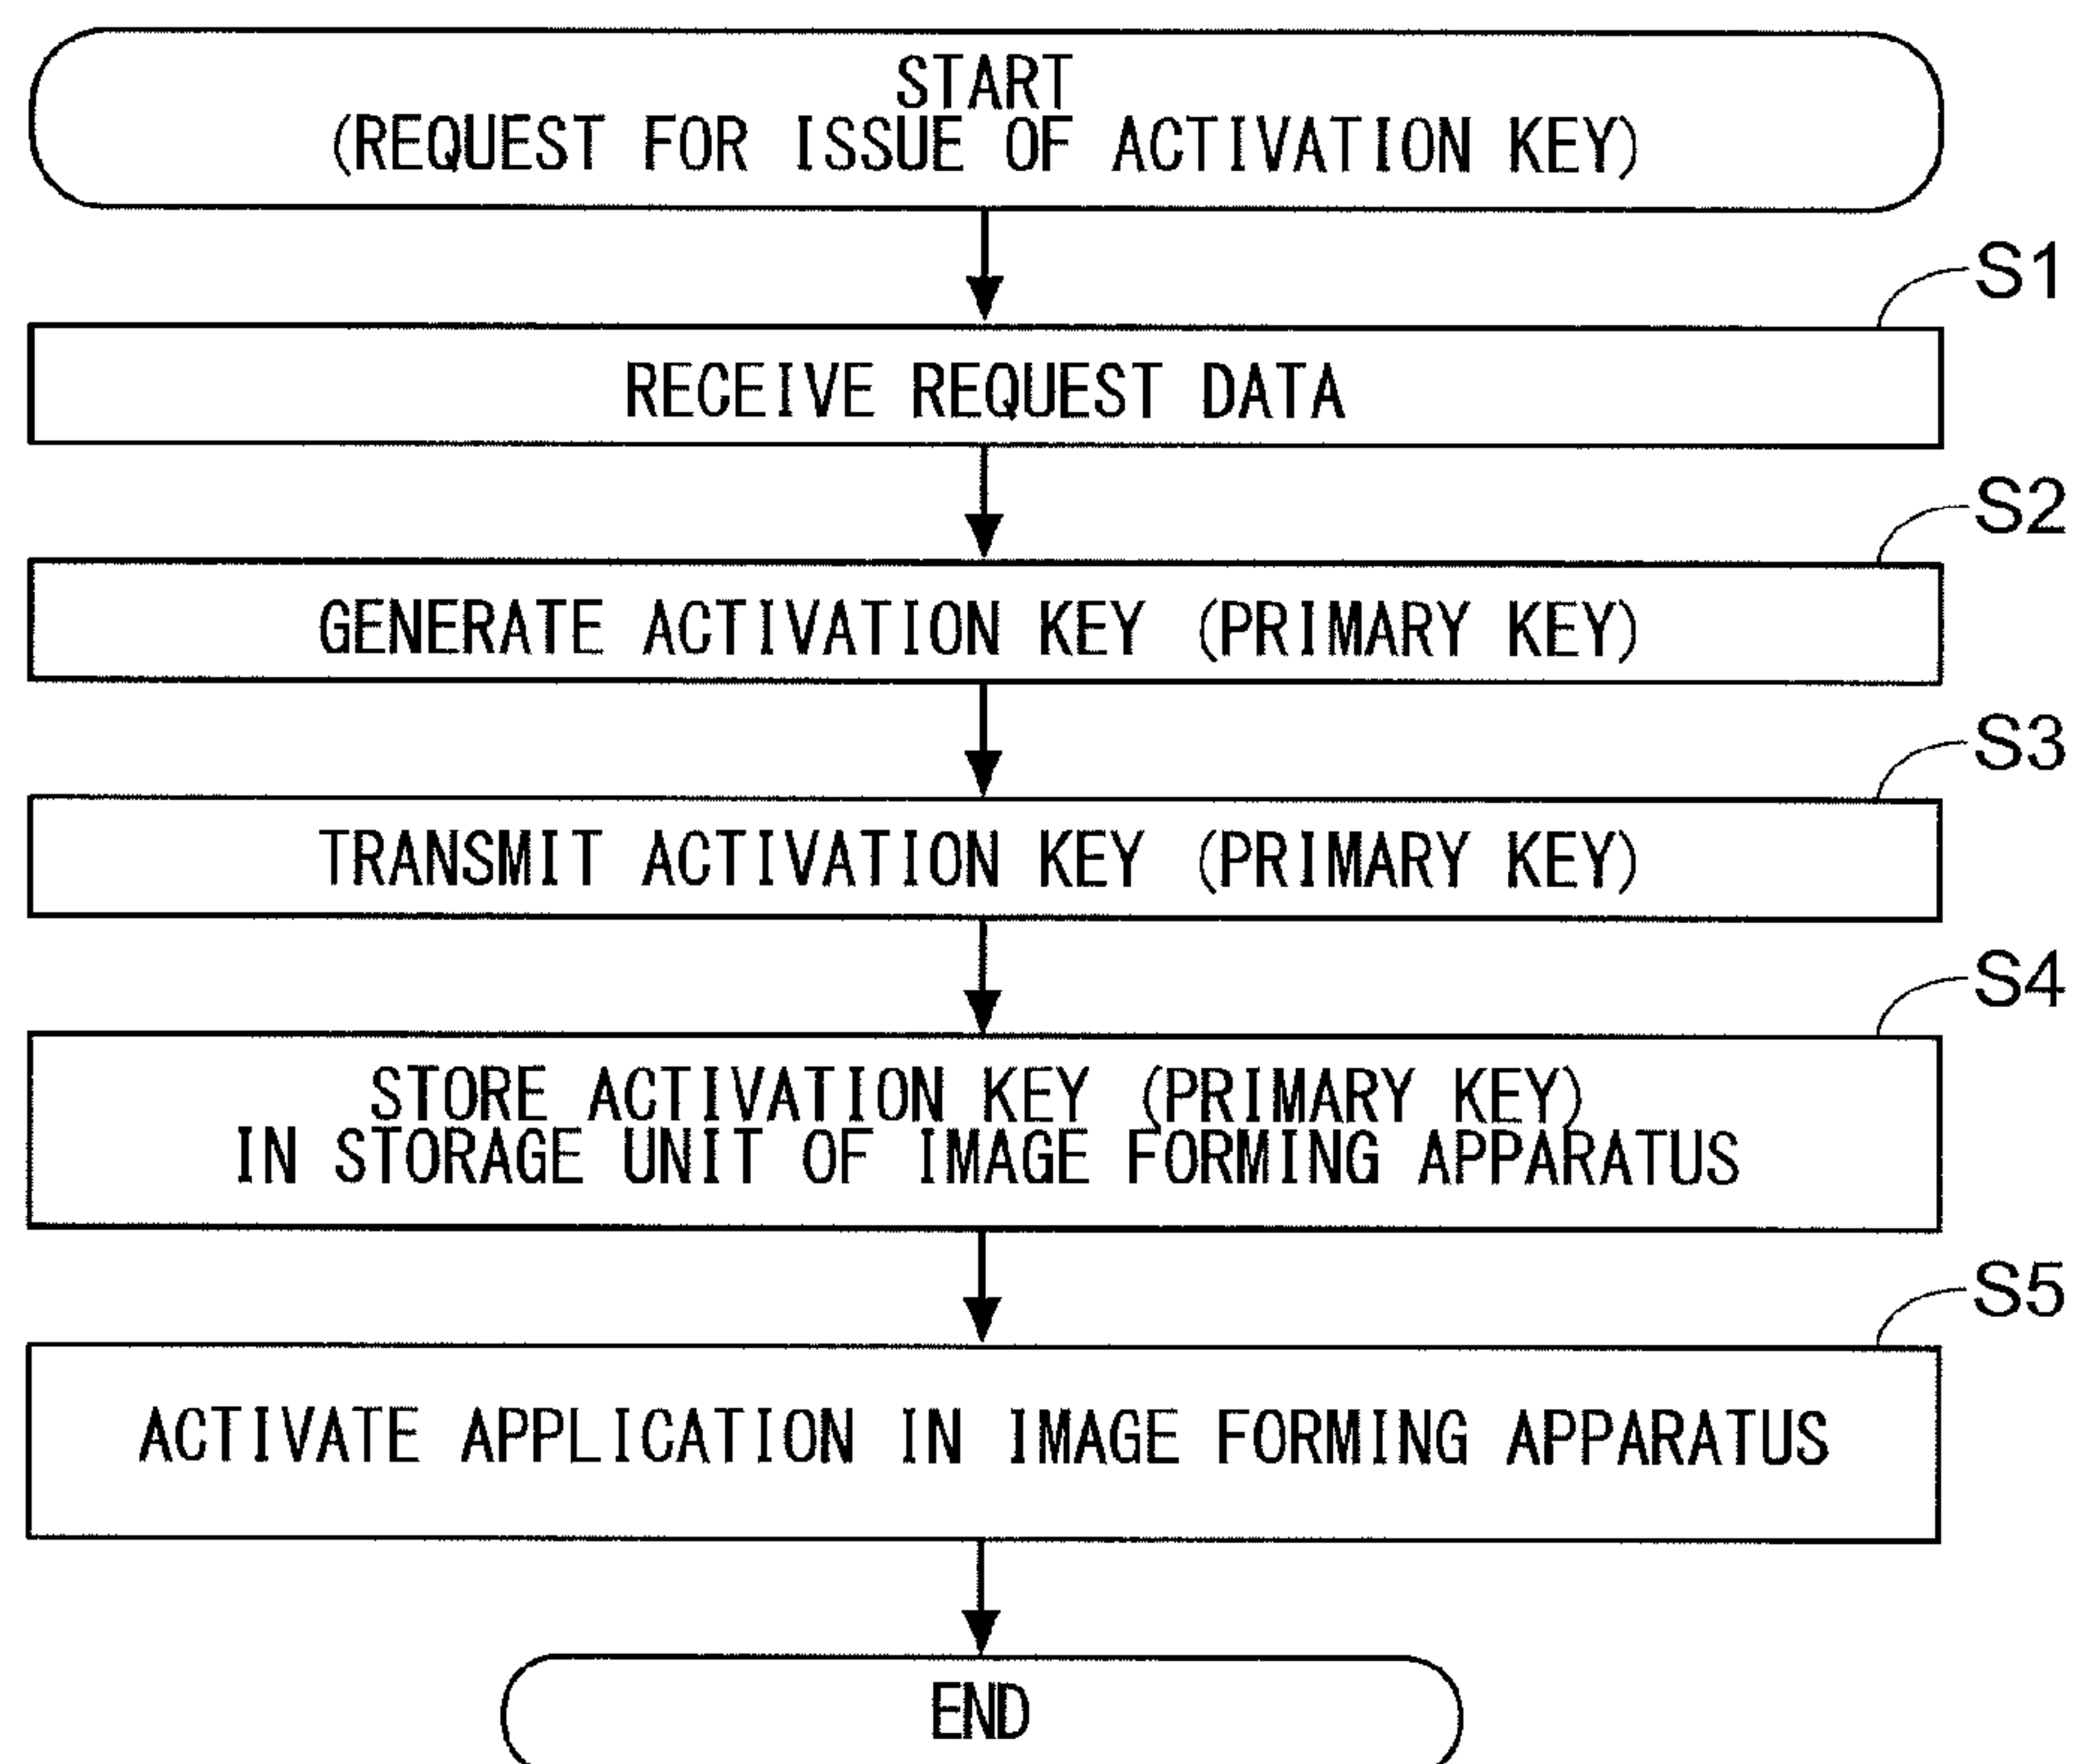 START
(REQUEST FOR ISSUE OF ACTIVATION KEY)
S1
RECEIVE REQUEST DATA
S2
GENERATE ACTIVATION KEY (PRIMARY KEY)
S3
TRANSMIT ACTIVATION KEY (PRIMARY KEY)
S4
STORE ACTIVATION KEY (PRIMARY KEY)
IN STORAGE UNIT OF IMAGE FORMING APPARATUS
S5
ACTIVATE APPLICATION IN IMAGE FORMING APPARATUS
END